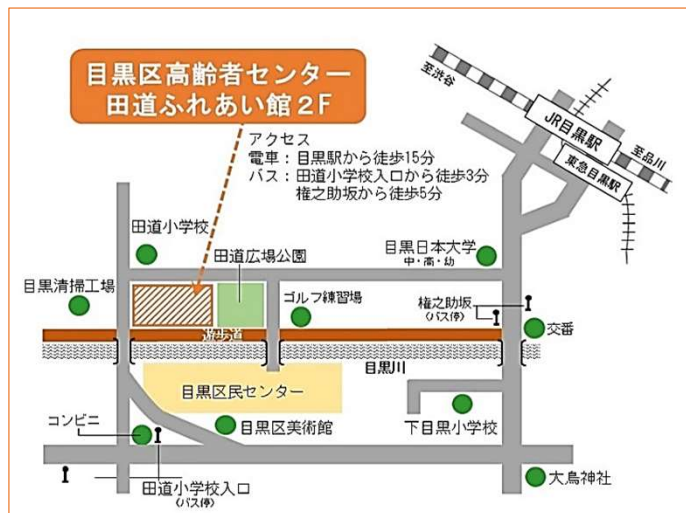 目黒区高齢者センター
田道ふれあい館2F
アクセス
電車:目黒駅から徒歩15分
バス:田道小学校入口から徒歩3分
権之助坂から徒歩5分
至渋谷
JR目黒駅
至品川
東急目黒駅
田道小学校
田道広場公園
目黒日本大学
中・高・幼
目黒清掃工場
ゴルフ練習場
権之助坂
(バス停)
交番
遊歩道
目黒川
目黒区民センター
コンビニ
目黒区美術館
下目黒小学校
田道小学校入口
(バス停)
大鳥神社